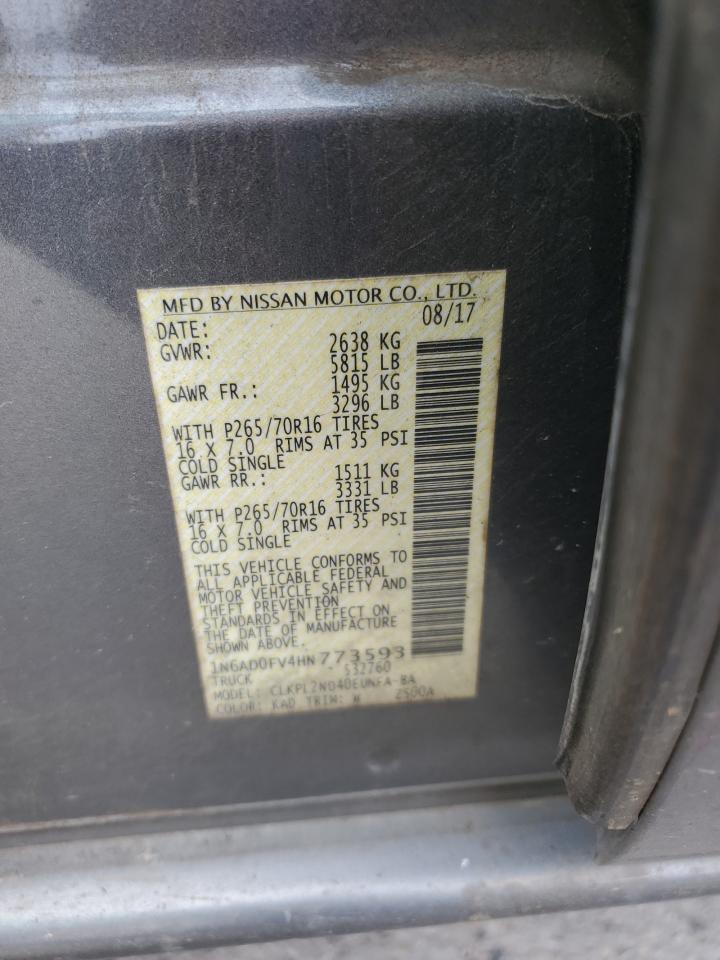 MFD BY NISSAN MOTOR CO., LTD.
DATE: 08/17
GVWR: 2638 KG
5815 LB
GAWR FR.: 1495 KG
3296 LB
WITH P265/70R16 TIRES
16 X 7.0 RIMS AT 35 PSI
COLD SINGLE
GAWR RR.: 1511 KG
3331 LB
WITH P265/70R16 TIRES
16 X 7.0 RIMS AT 35 PSI
COLD SINGLE
THIS VEHICLE CONFORMS TO
ALL APPLICABLE FEDERAL
MOTOR VEHICLE SAFETY AND
THEFT PREVENTION
STANDARDS IN EFFECT ON
THE DATE OF MANUFACTURE
SHOWN ABOVE.
1N6AD0FV4HN773593
TRUCK S32760
MODEL:
COLOR: KAD TRIM: W